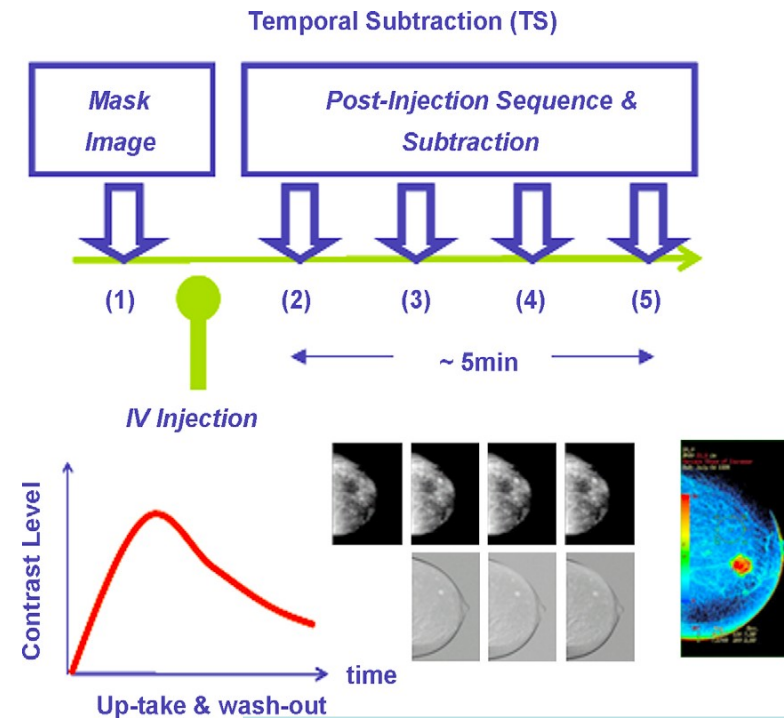 Temporal Subtraction (TS)
Mask
Image
Post-Injection Sequence &
Subtraction
(1)
(2)
(3)
(4)
(5)
~ 5min
IV Injection
Contrast Level
time
Up-take & wash-out